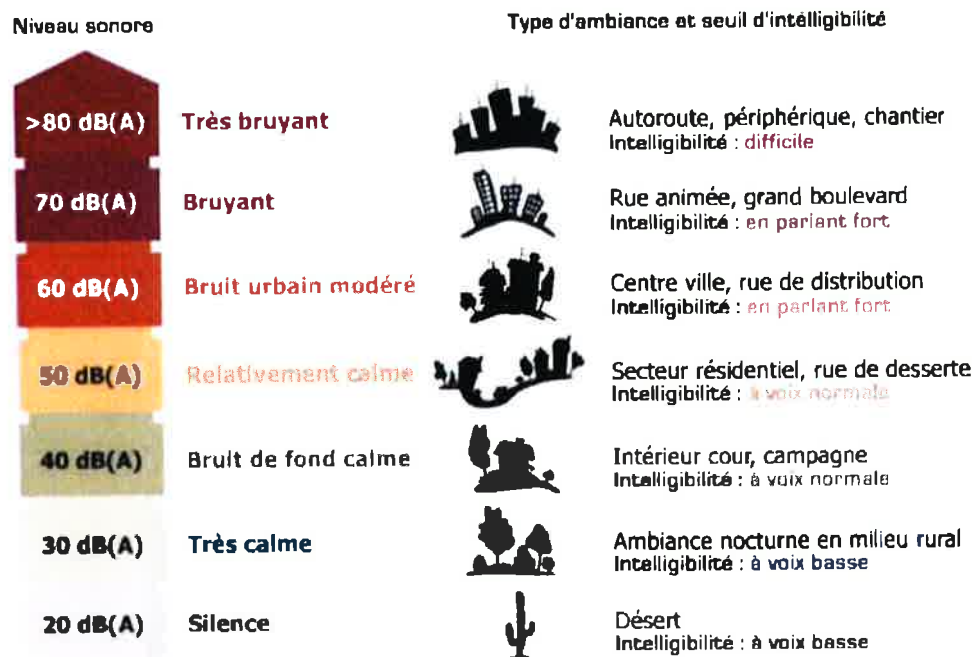 Niveau sonore
Type d'ambiance et seuil d'intélligibilité
>80 dB(A)
Très bruyant
Autoroute, périphérique, chantier
Intelligibilité : difficile
70 dB(A)
Bruyant
Rue animée, grand boulevard
Intelligibilité : en parlant fort
60 dB(A)
Bruit urbain modéré
Centre ville, rue de distribution
Intelligibilité : en parlant fort
50 dB(A)
Relativement calme
Secteur résidentiel, rue de desserte
Intelligibilité : à voix normale
40 dB(A)
Bruit de fond calme
Intérieur cour, campagne
Intelligibilité : à voix normale
30 dB(A)
Très calme
Ambiance nocturne en milieu rural
Intelligibilité : à voix basse
20 dB(A)
Silence
Désert
Intelligibilité : à voix basse